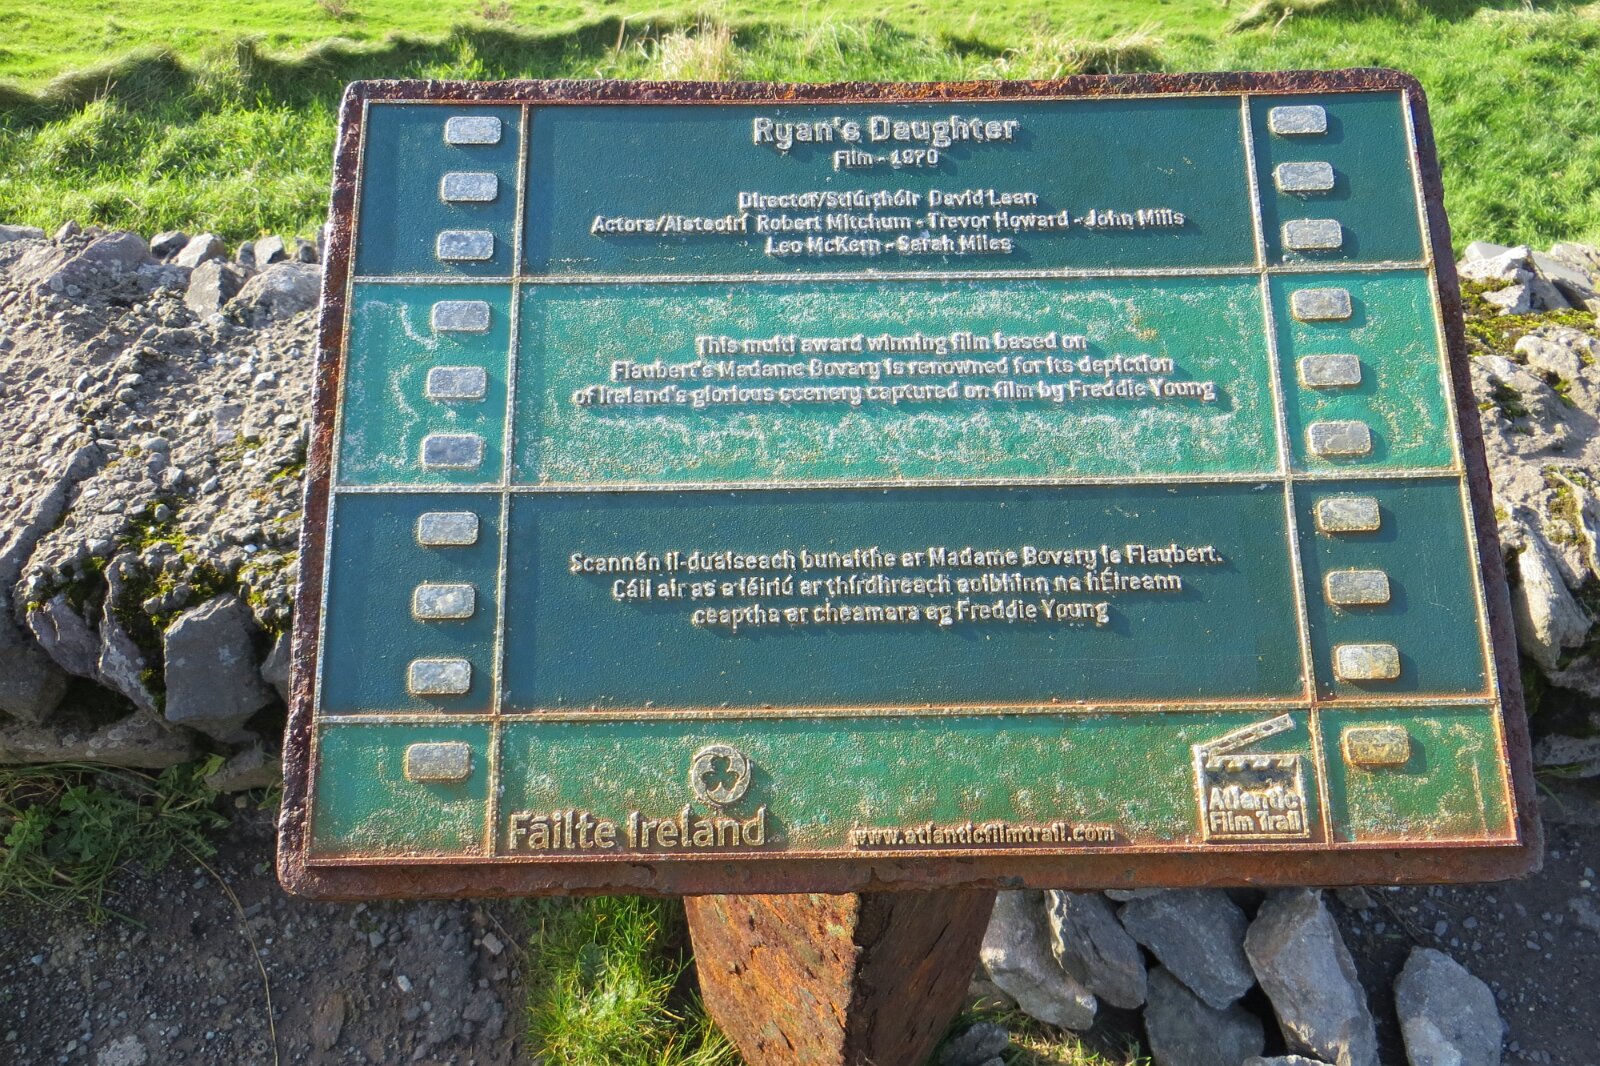 Ryan's Daughter
Film - 1970
Director/Stiúrthóir David Lean
Actors/Aisteoirí Robert Mitchum - Trevor Howard - John Mills
Leo McKern - Sarah Miles
This multi award winning film based on
Flaubert's Madame Bovary is renowned for its depiction
of Ireland's glorious scenery captured on film by Freddie Young
Scannán il-duaiseach bunaithe ar Madame Bovary le Flaubert.
Cáil air as a léiriú ar thírdhreach aoibhinn na hÉireann
ceaptha ar cheamara ag Freddie Young
Fáilte Ireland
www.atlanticfilmtrail.com
Atlantic
Film Trail